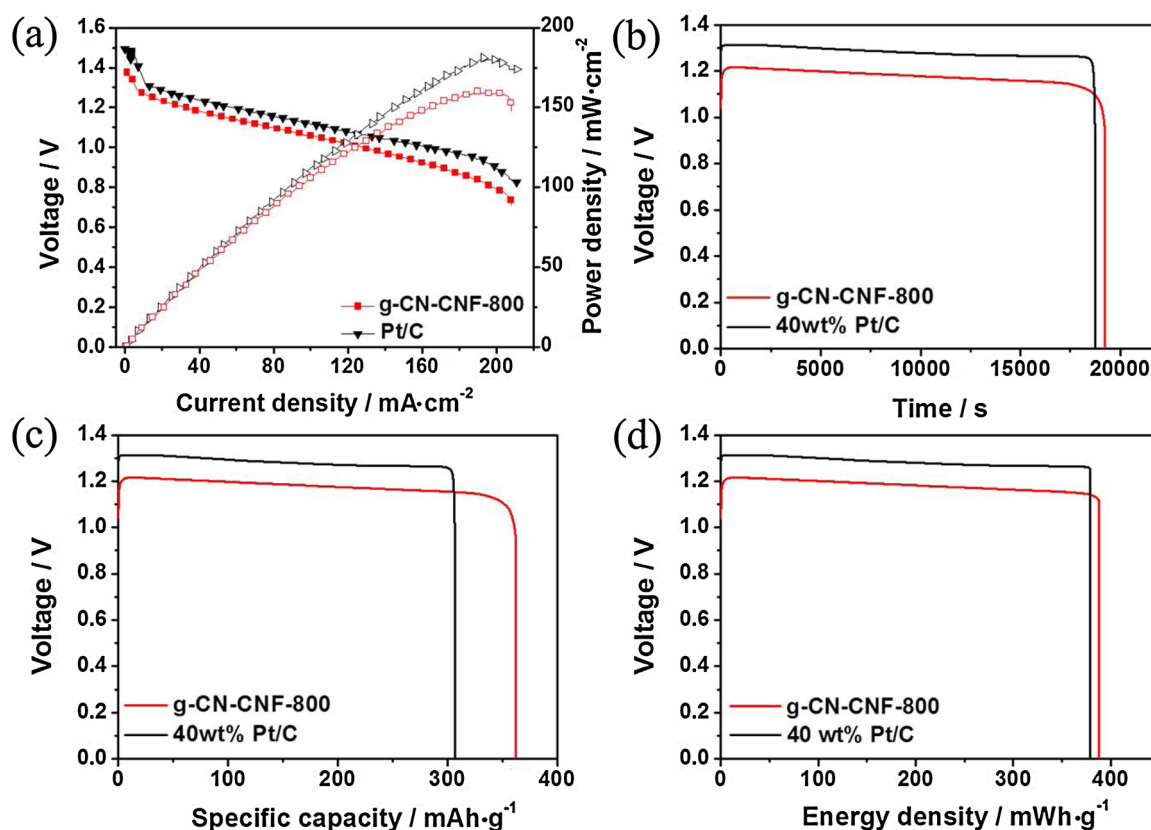 (a)
Voltage / V
1.6
1.4
1.2
1.0
0.8
0.6
0.4
0.2
0.0
200
150
100
50
0
Power density / mW·cm⁻²
g-CN-CNF-800
Pt/C
0 40 80 120 160 200
Current density / mA·cm⁻²
(b)
Voltage / V
1.4
1.2
1.0
0.8
0.6
0.4
0.2
0.0
g-CN-CNF-800
40wt% Pt/C
0 5000 10000 15000 20000
Time / s
(c)
Voltage / V
1.4
1.2
1.0
0.8
0.6
0.4
0.2
0.0
g-CN-CNF-800
40wt% Pt/C
0 100 200 300 400
Specific capacity / mAh·g⁻¹
(d)
Voltage / V
1.4
1.2
1.0
0.8
0.6
0.4
0.2
0.0
g-CN-CNF-800
40 wt% Pt/C
0 100 200 300 400
Energy density / mWh·g⁻¹